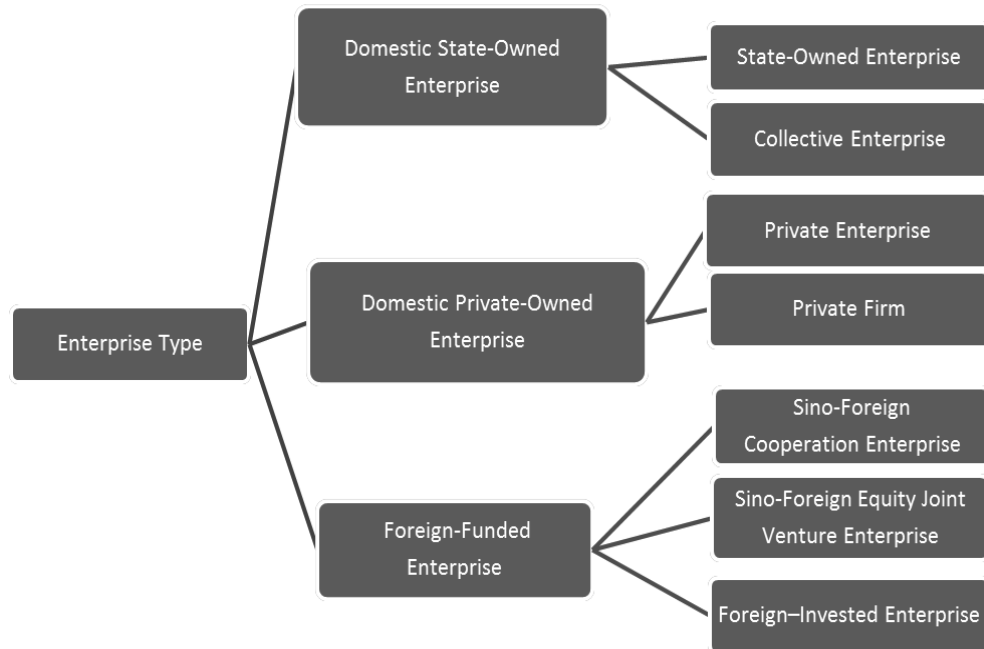 Enterprise Type
Domestic State-Owned
Enterprise
State-Owned Enterprise
Collective Enterprise
Domestic Private-Owned
Enterprise
Private Enterprise
Private Firm
Foreign-Funded
Enterprise
Sino-Foreign
Cooperation Enterprise
Sino-Foreign Equity Joint
Venture Enterprise
Foreign–Invested Enterprise